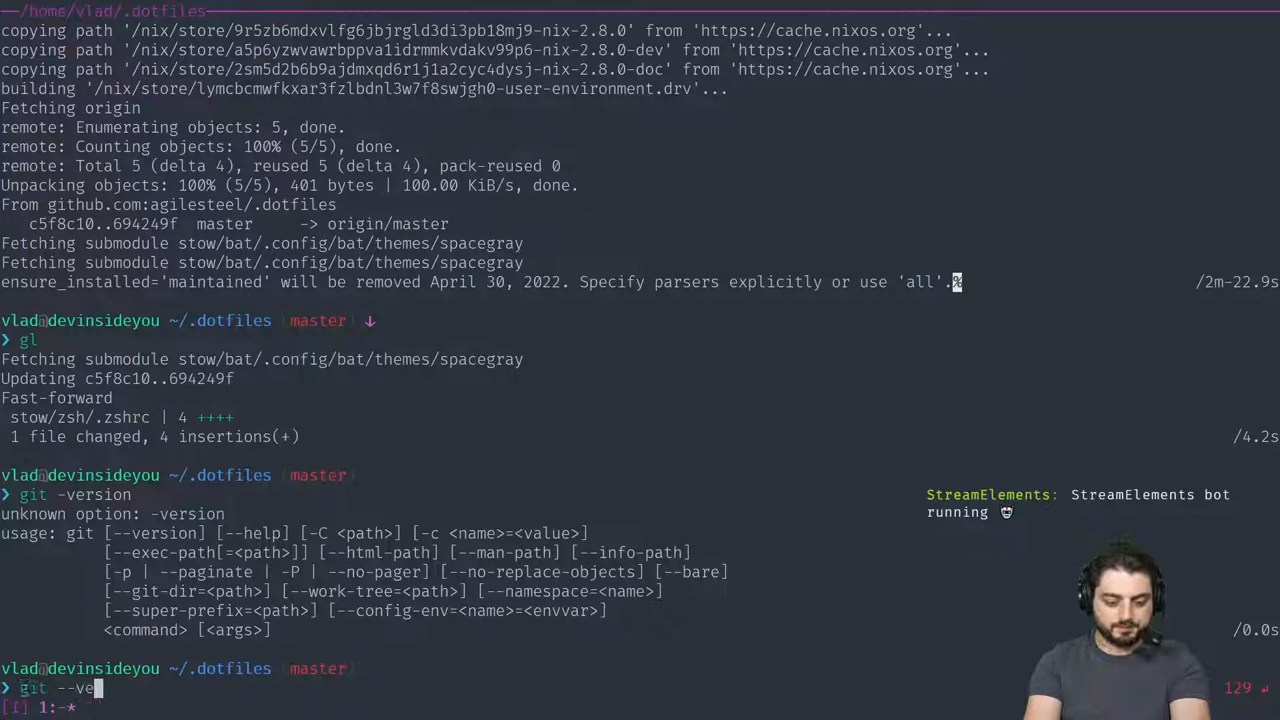 /home/vlad/.dotfiles
copying path '/nix/store/9r5zb6mdxvlfg6jbjrgld3di3pb18mj9-nix-2.8.0' from 'https://cache.nixos.org'...
copying path '/nix/store/a5p6yzwvawrbppva1idrmmkvdakv99p6-nix-2.8.0-dev' from 'https://cache.nixos.org'...
copying path '/nix/store/2sm5d2b6b9ajdmxqd6r1j1a2cyc4dysj-nix-2.8.0-doc' from 'https://cache.nixos.org'...
building '/nix/store/lymcbcmwfkxar3fzlbdnl3w7f8swjgh0-user-environment.drv'...
Fetching origin
remote: Enumerating objects: 5, done.
remote: Counting objects: 100% (5/5), done.
remote: Total 5 (delta 4), reused 5 (delta 4), pack-reused 0
Unpacking objects: 100% (5/5), 401 bytes | 100.00 KiB/s, done.
From github.com:agilesteel/.dotfiles
c5f8c10..694249f master -> origin/master
Fetching submodule stow/bat/.config/bat/themes/spacegray
Fetching submodule stow/bat/.config/bat/themes/spacegray
ensure_installed='maintained' will be removed April 30, 2022. Specify parsers explicitly or use 'all'.% /2m-22.9s
vlad@devinsideyou ~/.dotfiles (master) ↓
❯ gl
Fetching submodule stow/bat/.config/bat/themes/spacegray
Updating c5f8c10..694249f
Fast-forward
stow/zsh/.zshrc | 4 ++++
1 file changed, 4 insertions(+) /4.2s
vlad@devinsideyou ~/.dotfiles (master)
❯ git -version
unknown option: -version
usage: git [--version] [--help] [-C <path>] [-c <name>=<value>]
[--exec-path[=<path>]] [--html-path] [--man-path] [--info-path]
[-p | --paginate | -P | --no-pager] [--no-replace-objects] [--bare]
[--git-dir=<path>] [--work-tree=<path>] [--namespace=<name>]
[--super-prefix=<path>] [--config-env=<name>=<envvar>]
<command> [<args>] /0.0s
StreamElements: StreamElements bot
running
vlad@devinsideyou ~/.dotfiles (master)
❯ git --ve 129 ↵
[I] 1:-*